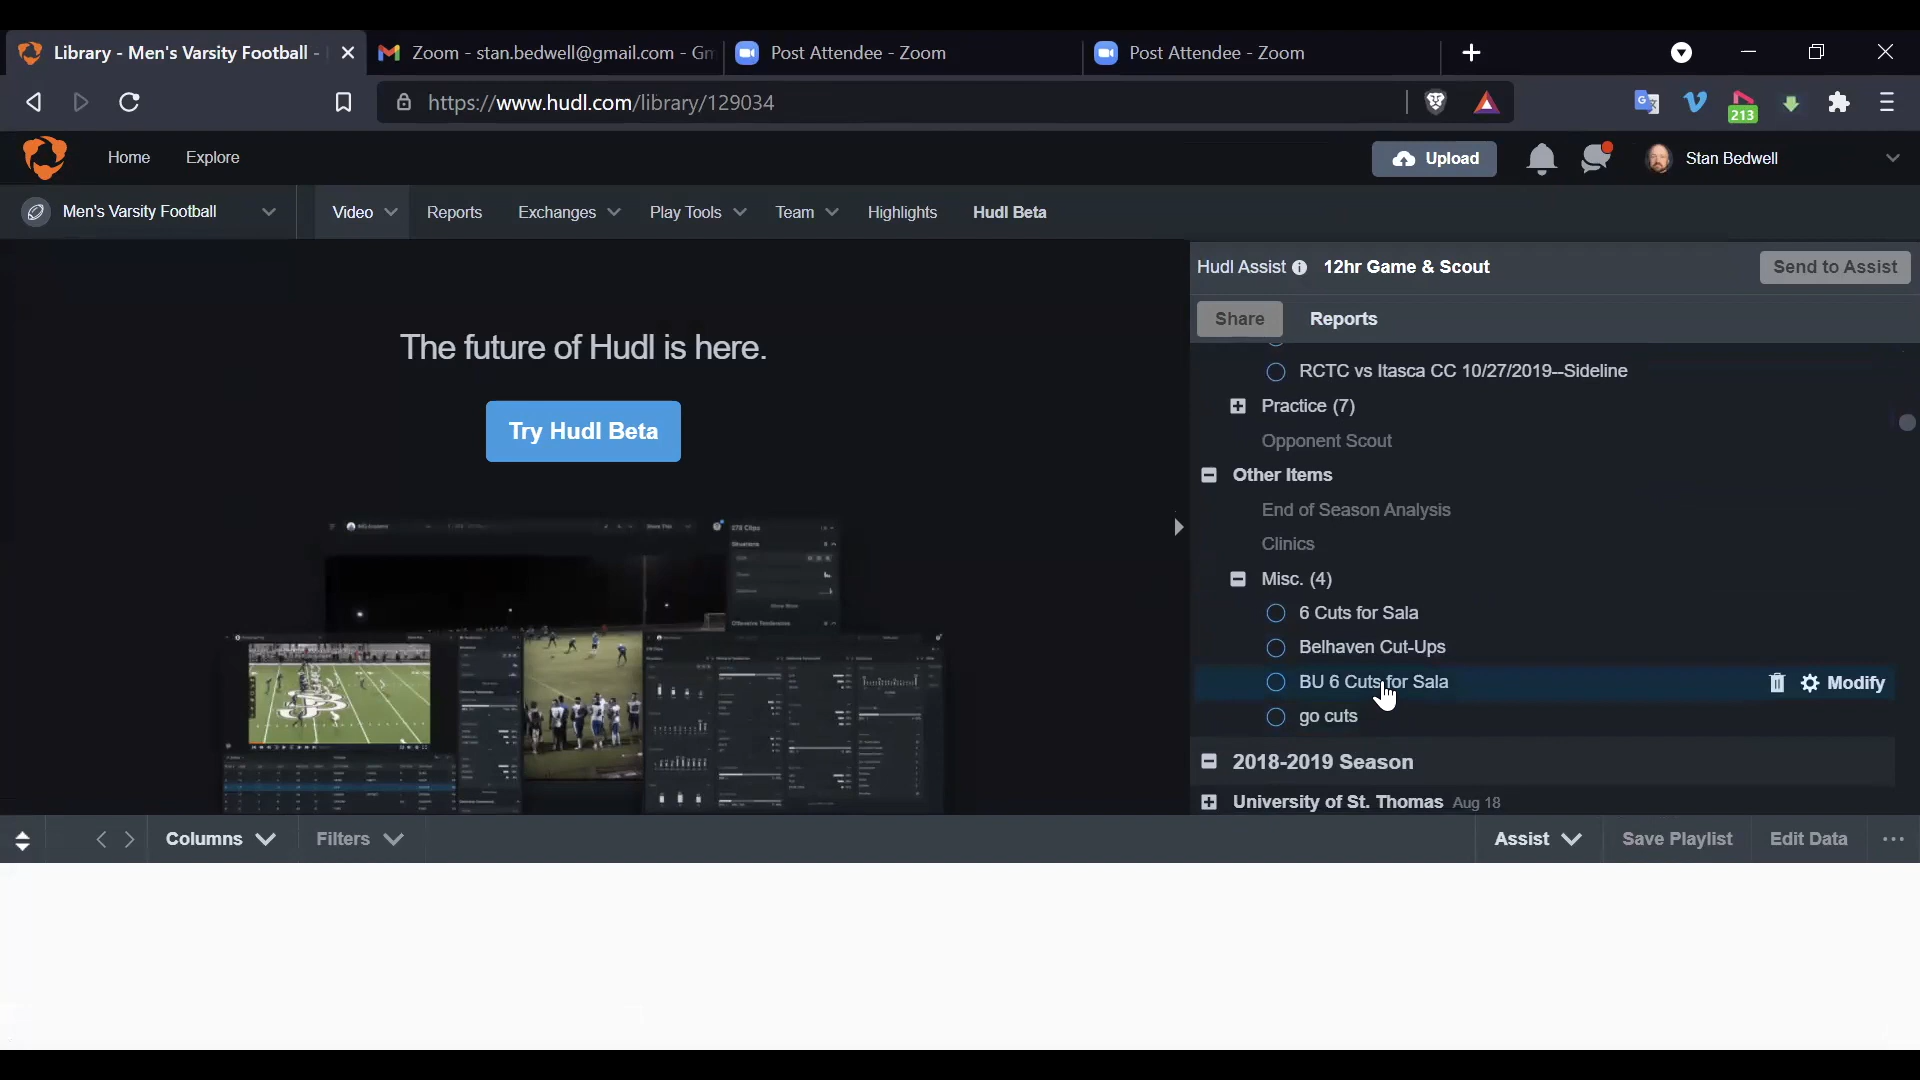 Library - Men's Varsity Football -
Zoom - stan.bedwell@gmail.com - Gm
Post Attendee - Zoom
Post Attendee - Zoom
https://www.hudl.com/library/129034
213
Home
Explore
Upload
Stan Bedwell
Men's Varsity Football
Video
Reports
Exchanges
Play Tools
Team
Highlights
Hudl Beta
Hudl Assist
12hr Game & Scout
Send to Assist
Share
Reports
The future of Hudl is here.
Try Hudl Beta
RCTC vs Itasca CC 10/27/2019--Sideline
Practice (7)
Opponent Scout
Other Items
End of Season Analysis
Clinics
Misc. (4)
6 Cuts for Sala
Belhaven Cut-Ups
BU 6 Cuts for Sala
Modify
go cuts
2018-2019 Season
University of St. Thomas Aug 18
Columns
Filters
Assist
Save Playlist
Edit Data